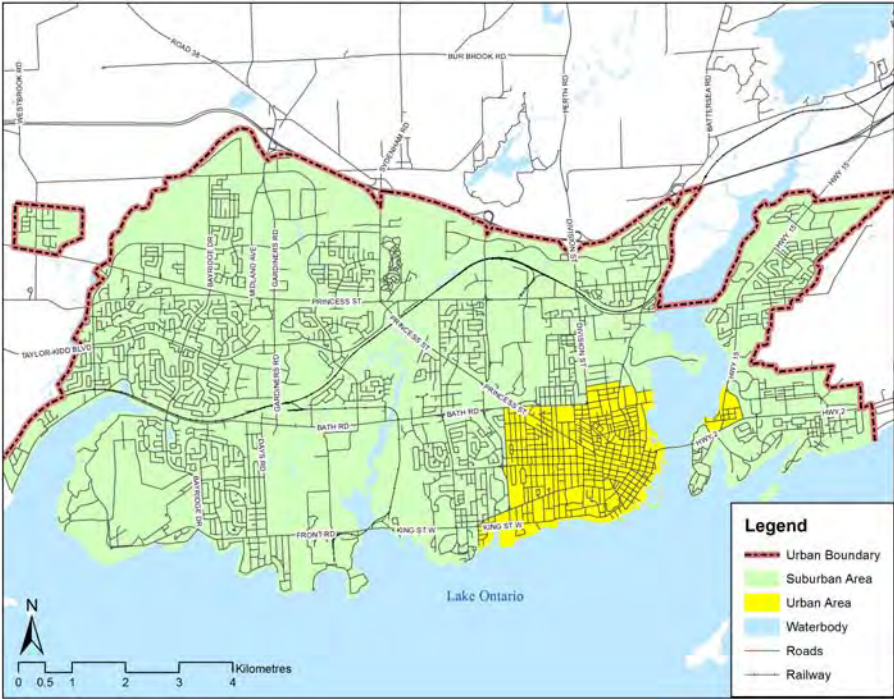 ROAD 38
BUR BROOK RD
WESTBROOK RD
PERTH RD
BATTERSEA RD
SYDENHAM RD
HWY 15
DIVISION ST
BAYRIDGE DR
MIDLAND AVE
GARDINERS RD
HWY 15
PRINCESS ST
PRINCESS ST
TAYLOR-KIDD BLVD
DIVISION ST
GARDINERS RD
PRINCESS ST
HWY 15
BATH RD
BATH RD
HWY 2
HWY 2
DAYS RD
BAYRIDGE DR
FRONT RD
KING ST W
KING ST W
Lake Ontario
N
0 0.5 1 2 3 4
Kilometres
Legend
Urban Boundary
Suburban Area
Urban Area
Waterbody
Roads
Railway